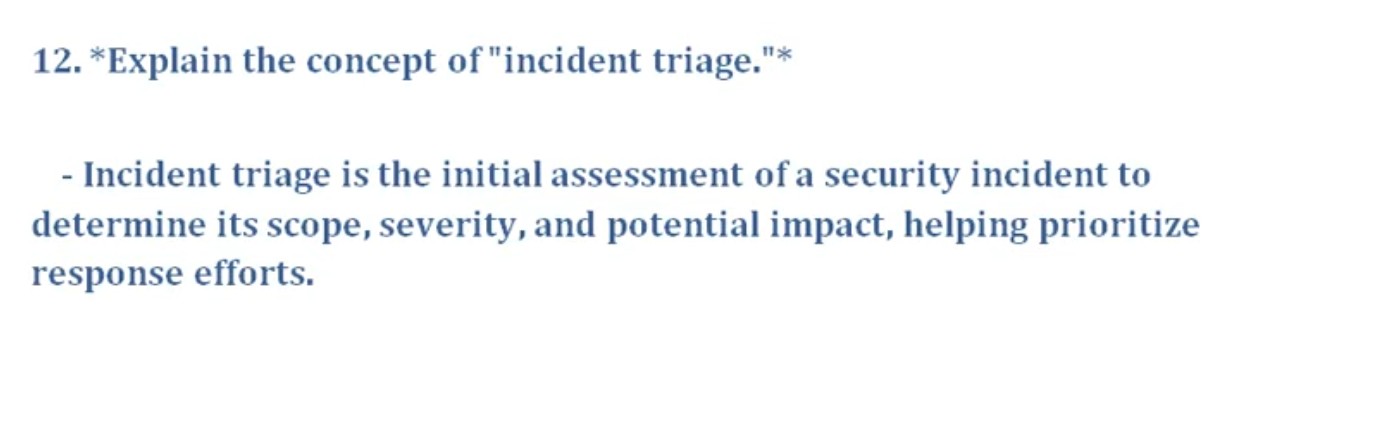 12. *Explain the concept of "incident triage."*
- Incident triage is the initial assessment of a security incident to
determine its scope, severity, and potential impact, helping prioritize
response efforts.